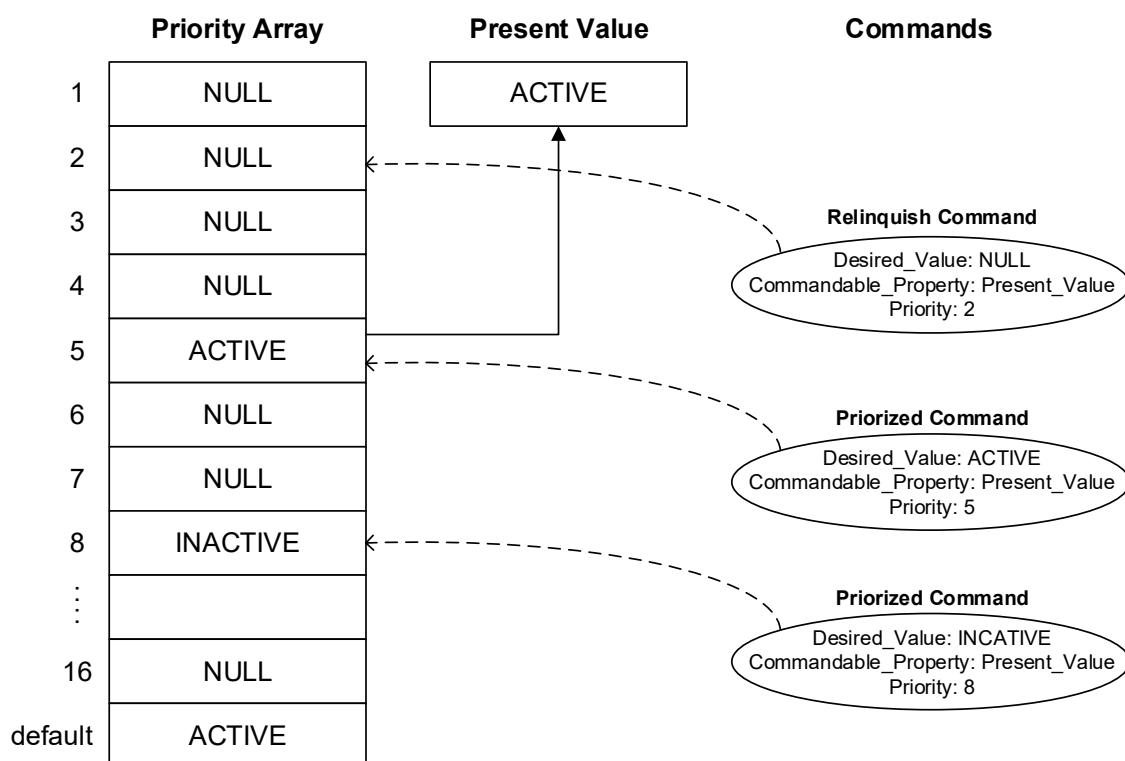 Priority Array
Present Value
Commands
1
NULL
ACTIVE
2
NULL
3
NULL
Relinquish Command
Desired_Value: NULL
Commandable_Property: Present_Value
Priority: 2
4
NULL
5
ACTIVE
6
NULL
Priorized Command
Desired_Value: ACTIVE
Commandable_Property: Present_Value
Priority: 5
7
NULL
8
INACTIVE
Priorized Command
Desired_Value: INCATIVE
Commandable_Property: Present_Value
Priority: 8
16
NULL
default
ACTIVE